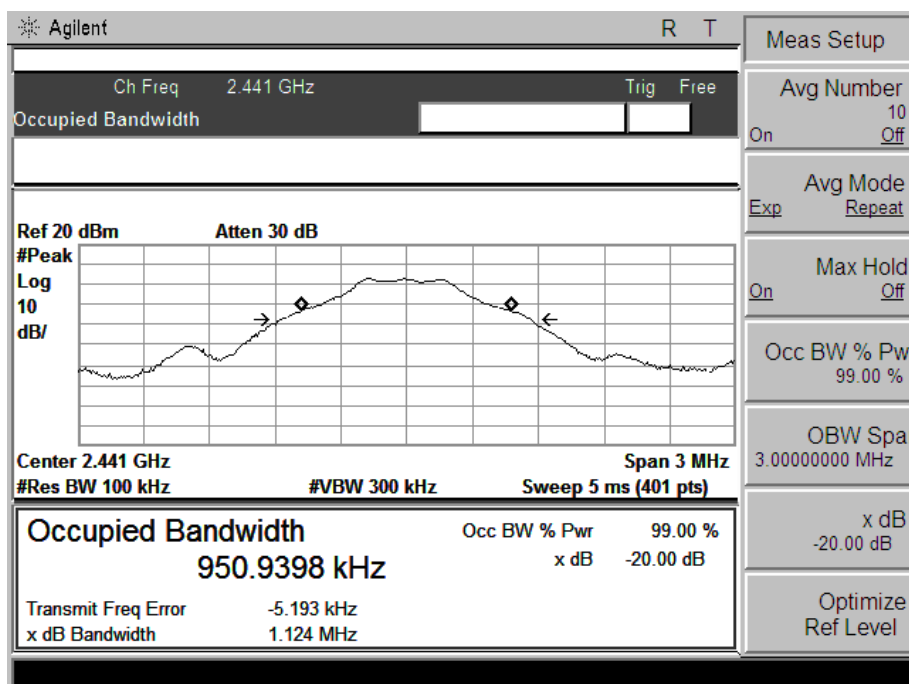 Agilent R T
Ch Freq 2.441 GHz Trig Free
Occupied Bandwidth
Ref 20 dBm Atten 30 dB
#Peak
Log
10
dB/
Center 2.441 GHz Span 3 MHz
#Res BW 100 kHz #VBW 300 kHz Sweep 5 ms (401 pts)
Occupied Bandwidth
950.9398 kHz
Occ BW % Pwr 99.00 %
x dB -20.00 dB
Transmit Freq Error -5.193 kHz
x dB Bandwidth 1.124 MHz
Meas Setup
Avg Number
10
On Off
Avg Mode
Exp Repeat
Max Hold
On Off
Occ BW % Pw
99.00 %
OBW Spa
3.00000000 MHz
x dB
-20.00 dB
Optimize
Ref Level